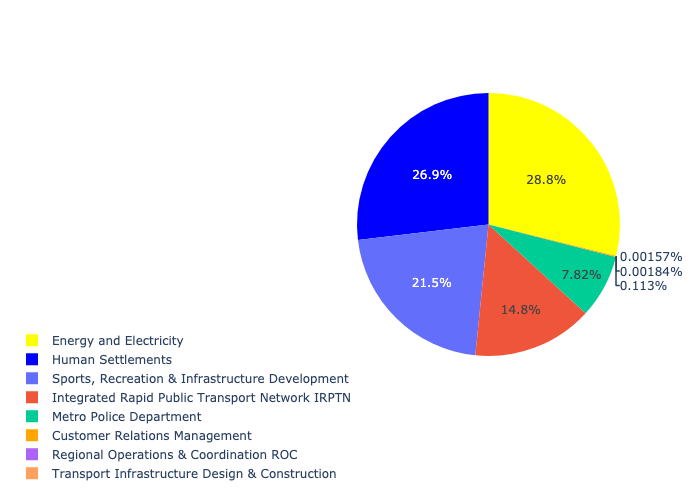 26.9%
28.8%
0.00157%
0.00184%
0.113%
7.82%
21.5%
14.8%
Energy and Electricity
Human Settlements
Sports, Recreation & Infrastructure Development
Integrated Rapid Public Transport Network IRPTN
Metro Police Department
Customer Relations Management
Regional Operations & Coordination ROC
Transport Infrastructure Design & Construction